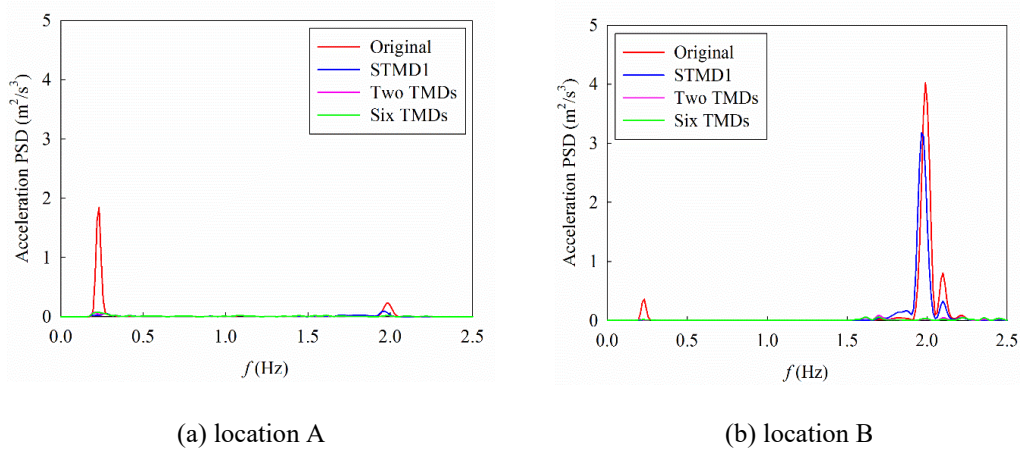 5
4
3
2
1
0
Acceleration PSD (m²/s³)
Original
STMD1
Two TMDs
Six TMDs
0.0 0.5 1.0 1.5 2.0 2.5
f (Hz)
(a) location A
5
4
3
2
1
0
Acceleration PSD (m²/s³)
Original
STMD1
Two TMDs
Six TMDs
0.0 0.5 1.0 1.5 2.0 2.5
f (Hz)
(b) location B